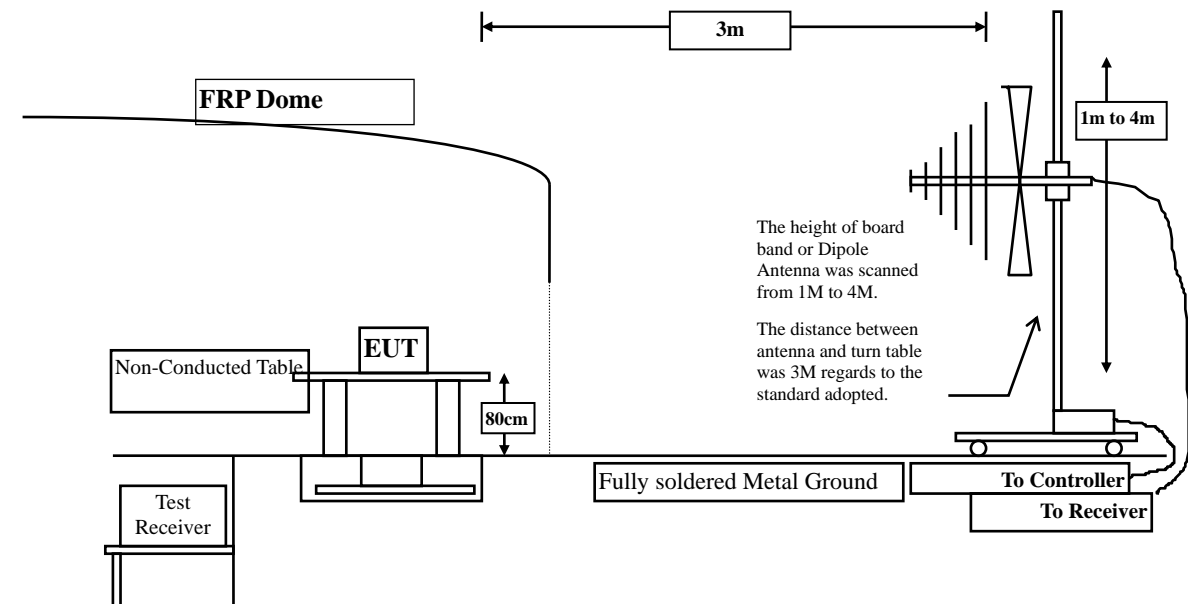 3m
FRP Dome
1m to 4m
The height of board
band or Dipole
Antenna was scanned
from 1M to 4M.
The distance between
antenna and turn table
was 3M regards to the
standard adopted.
EUT
Non-Conducted Table
80cm
Fully soldered Metal Ground
To Controller
To Receiver
Test
Receiver